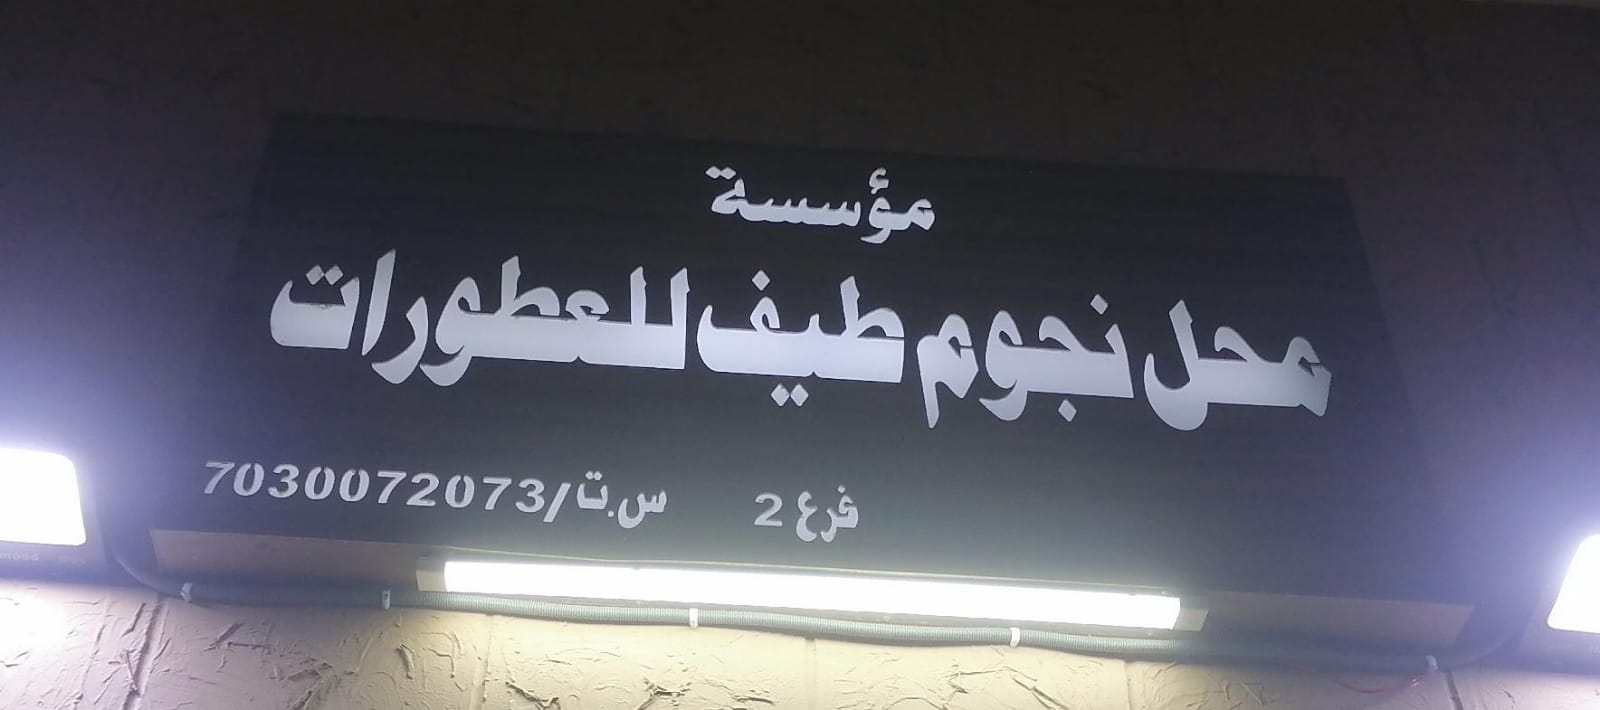 مؤسسة
محل نجوم طيف للعطورات
فرع 2 س.ت/7030072073